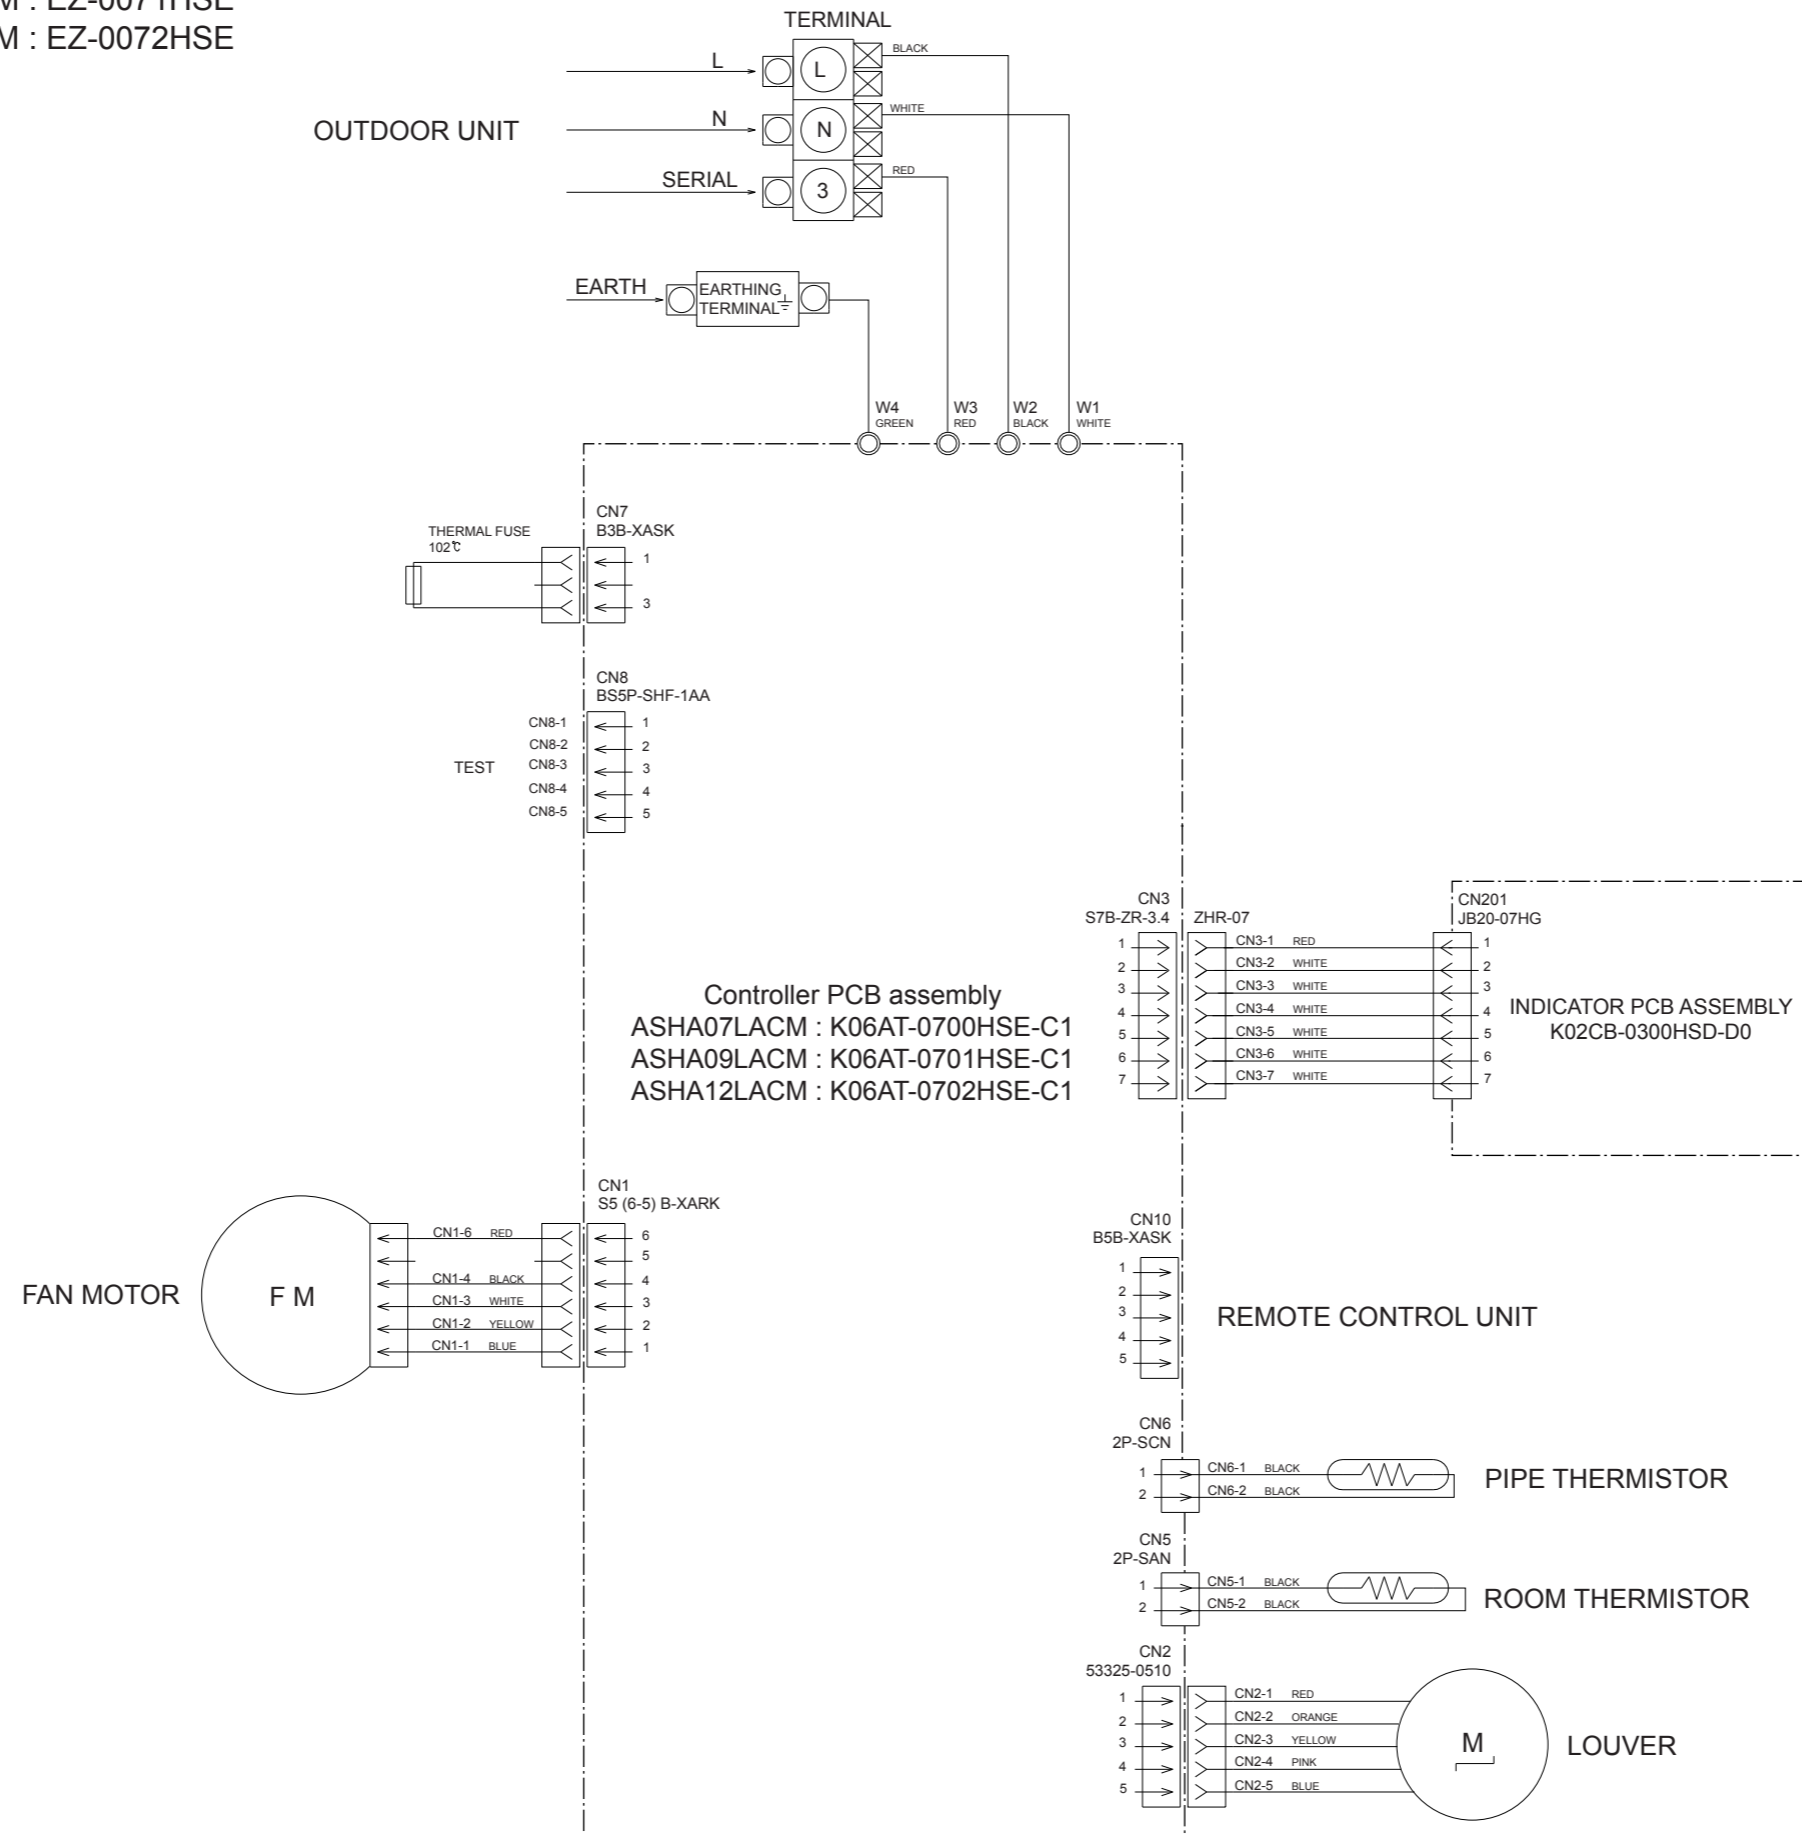 M : EZ-0071HSE
M : EZ-0072HSE
TERMINAL
L
L
BLACK
OUTDOOR UNIT
N
N
WHITE
SERIAL
3
RED
EARTH
EARTHING
TERMINAL
W4
GREEN
W3
RED
W2
BLACK
W1
WHITE
THERMAL FUSE
102℃
CN7
B3B-XASK
1
3
CN8
BS5P-SHF-1AA
TEST
CN8-1 1
CN8-2 2
CN8-3 3
CN8-4 4
CN8-5 5
Controller PCB assembly
ASHA07LACM : K06AT-0700HSE-C1
ASHA09LACM : K06AT-0701HSE-C1
ASHA12LACM : K06AT-0702HSE-C1
CN3
S7B-ZR-3.4
ZHR-07
CN201
JB20-07HG
1 CN3-1 RED 1
2 CN3-2 WHITE 2
3 CN3-3 WHITE 3
4 CN3-4 WHITE 4
5 CN3-5 WHITE 5
6 CN3-6 WHITE 6
7 CN3-7 WHITE 7
INDICATOR PCB ASSEMBLY
K02CB-0300HSD-D0
CN1
S5 (6-5) B-XARK
FAN MOTOR
F M
CN1-6 RED 6
5
CN1-4 BLACK 4
CN1-3 WHITE 3
CN1-2 YELLOW 2
CN1-1 BLUE 1
CN10
B5B-XASK
1
2
3
4
5
REMOTE CONTROL UNIT
CN6
2P-SCN
1 CN6-1 BLACK
2 CN6-2 BLACK
PIPE THERMISTOR
CN5
2P-SAN
1 CN5-1 BLACK
2 CN5-2 BLACK
ROOM THERMISTOR
CN2
53325-0510
1 CN2-1 RED
2 CN2-2 ORANGE
3 CN2-3 YELLOW
4 CN2-4 PINK
5 CN2-5 BLUE
M
LOUVER